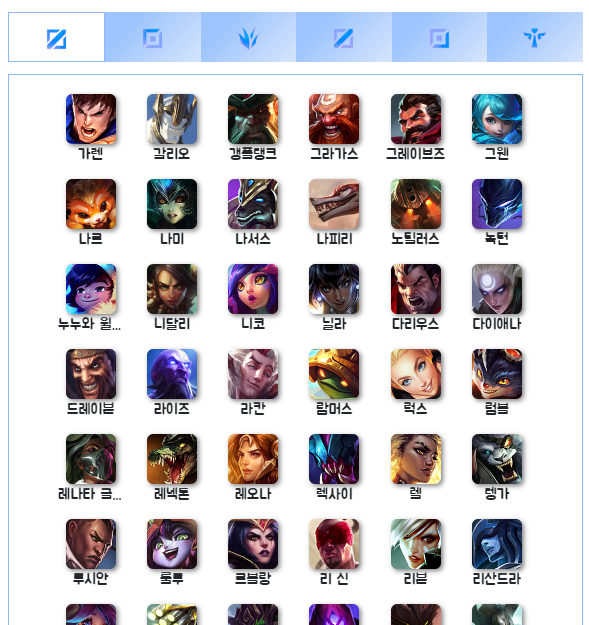 가렌 갈리오 갱플랭크 그라가스 그레이브즈 그웬
나르 나미 나서스 나피리 노틸러스 녹턴
누누와 윌... 니달리 니코 닐라 다리우스 다이애나
드레이븐 라이즈 라칸 람머스 럭스 럼블
레나타 글... 레넥톤 레오나 렉사이 렐 렝가
루시안 룰루 르블랑 리 신 리븐 리산드라